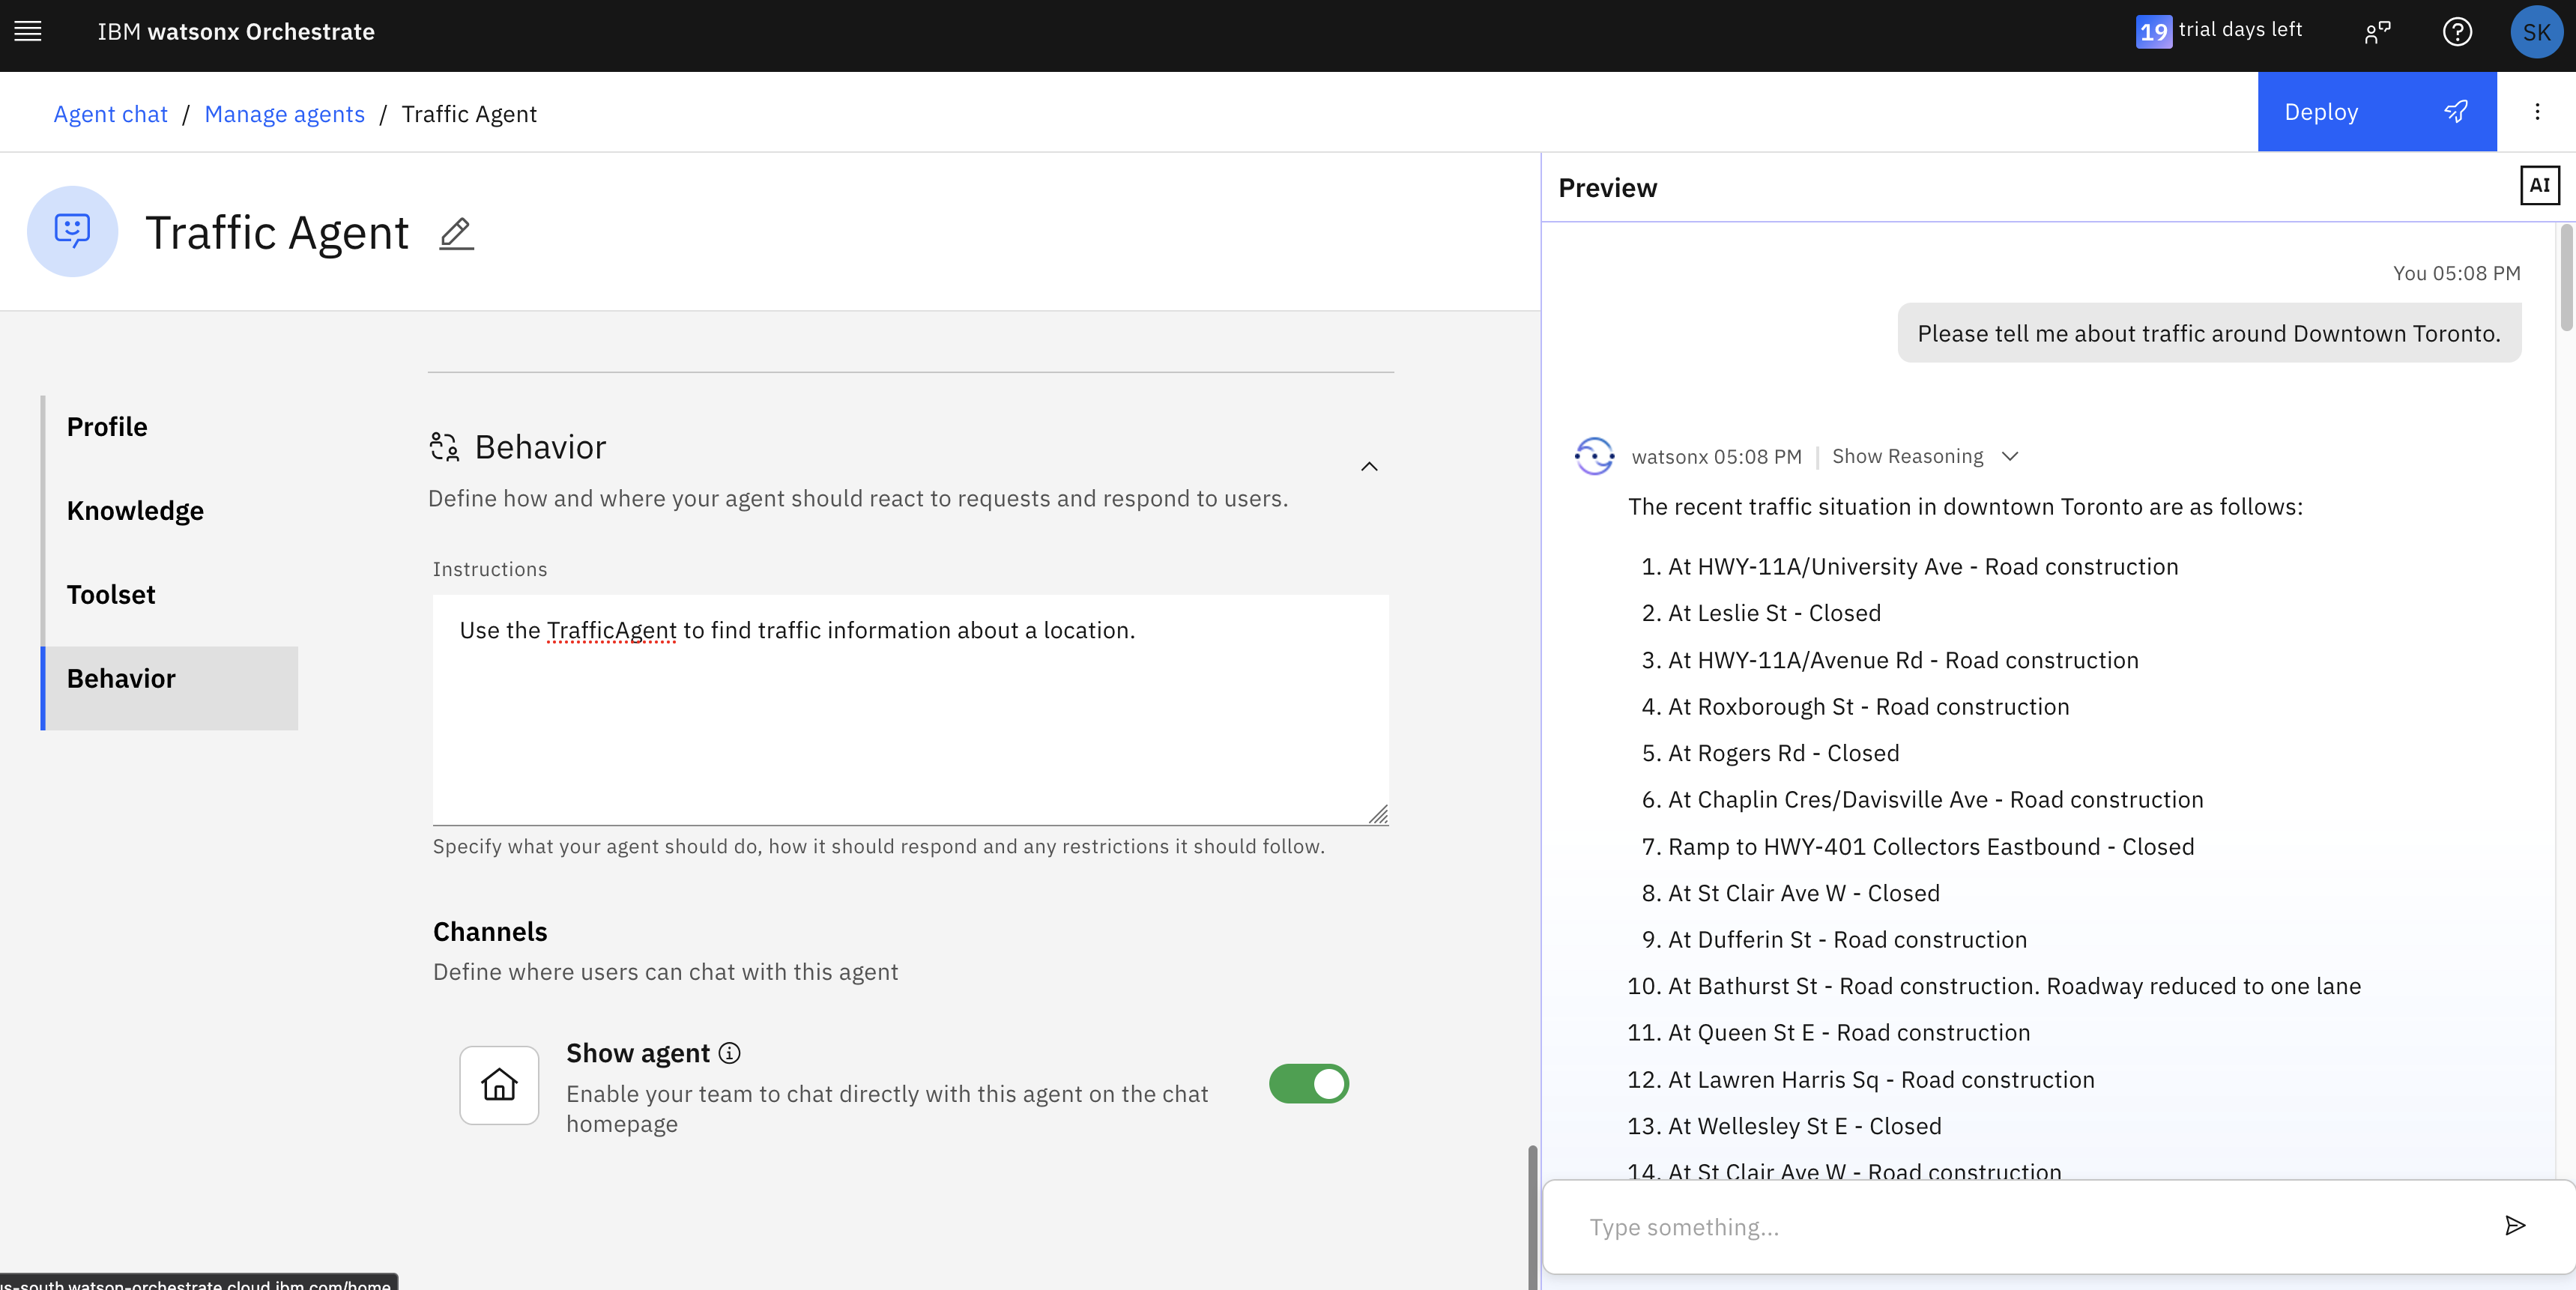 IBM watsonx Orchestrate
19 trial days left
SK
Agent chat / Manage agents / Traffic Agent
Deploy
Traffic Agent
Profile
Knowledge
Toolset
Behavior
Behavior
Define how and where your agent should react to requests and respond to users.
Instructions
Use the TrafficAgent to find traffic information about a location.
Specify what your agent should do, how it should respond and any restrictions it should follow.
Channels
Define where users can chat with this agent
Show agent
Enable your team to chat directly with this agent on the chat
homepage
us-south.watson-orchestrate.cloud.ibm.com/home
Preview
AI
You 05:08 PM
Please tell me about traffic around Downtown Toronto.
watsonx 05:08 PM | Show Reasoning
The recent traffic situation in downtown Toronto are as follows:
1. At HWY-11A/University Ave - Road construction
2. At Leslie St - Closed
3. At HWY-11A/Avenue Rd - Road construction
4. At Roxborough St - Road construction
5. At Rogers Rd - Closed
6. At Chaplin Cres/Davisville Ave - Road construction
7. Ramp to HWY-401 Collectors Eastbound - Closed
8. At St Clair Ave W - Closed
9. At Dufferin St - Road construction
10. At Bathurst St - Road construction. Roadway reduced to one lane
11. At Queen St E - Road construction
12. At Lawren Harris Sq - Road construction
13. At Wellesley St E - Closed
14. At St Clair Ave W - Road construction
Type something...